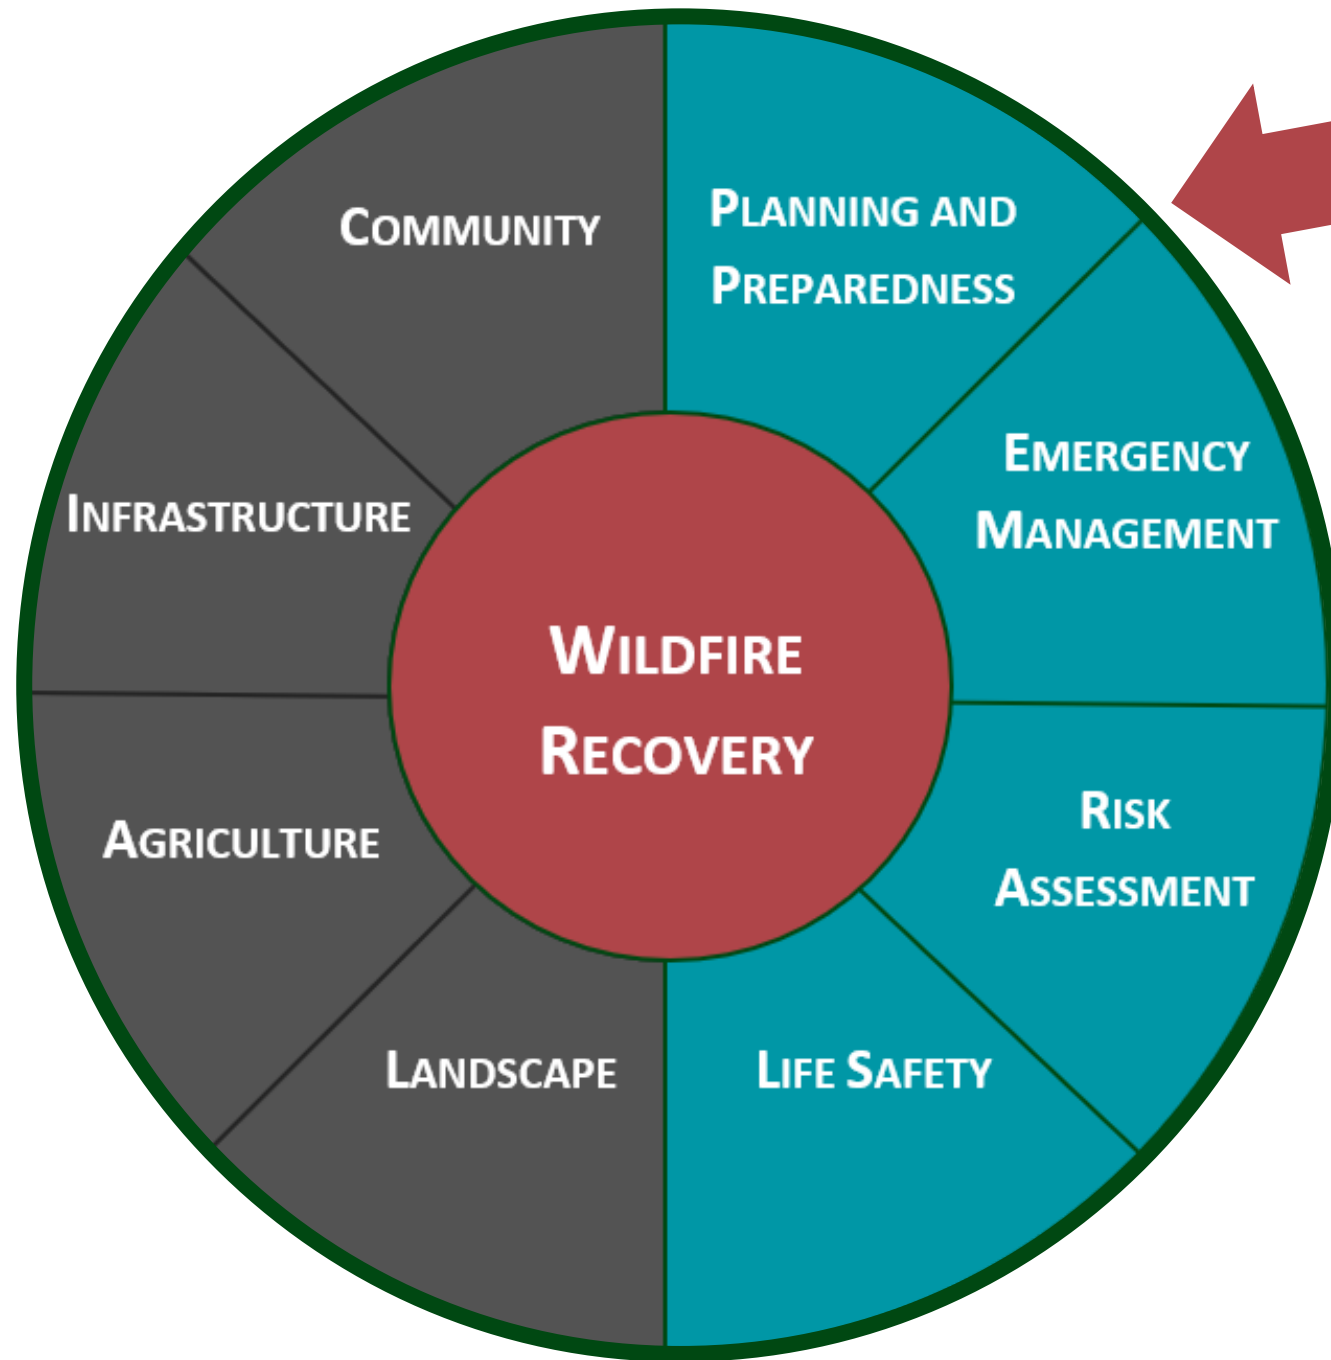 COMMUNITY
PLANNING AND
PREPAREDNESS
EMERGENCY
MANAGEMENT
INFRASTRUCTURE
WILDFIRE
RECOVERY
RISK
ASSESSMENT
AGRICULTURE
LANDSCAPE
LIFE SAFETY